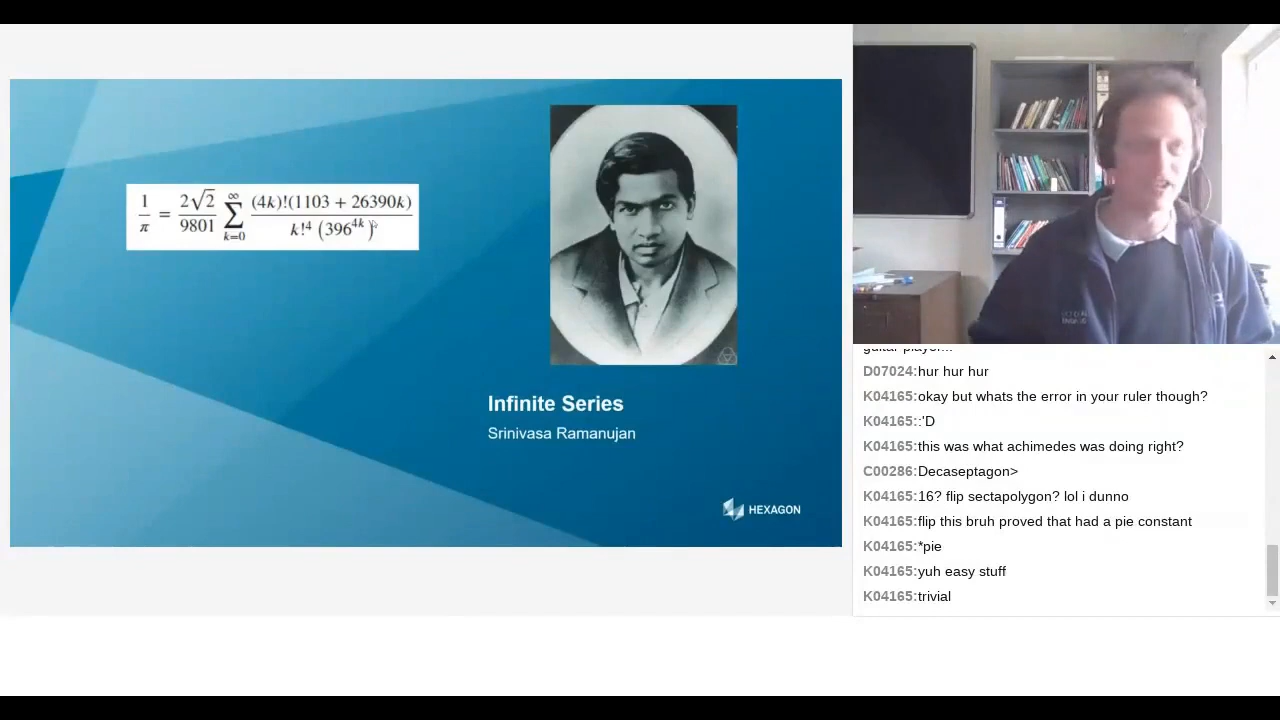 1/π = 2√2/9801 ∑_{k=0}^{∞} (4k)!(1103 + 26390k)/k!⁴ (396⁴ᵏ)
Infinite Series
Srinivasa Ramanujan
HEXAGON
guitar player...
D07024:hur hur hur
K04165:okay but whats the error in your ruler though?
K04165::'D
K04165:this was what achimedes was doing right?
C00286:Decaseptagon>
K04165:16? flip sectapolygon? lol i dunno
K04165:flip this bruh proved that had a pie constant
K04165:*pie
K04165:yuh easy stuff
K04165:trivial